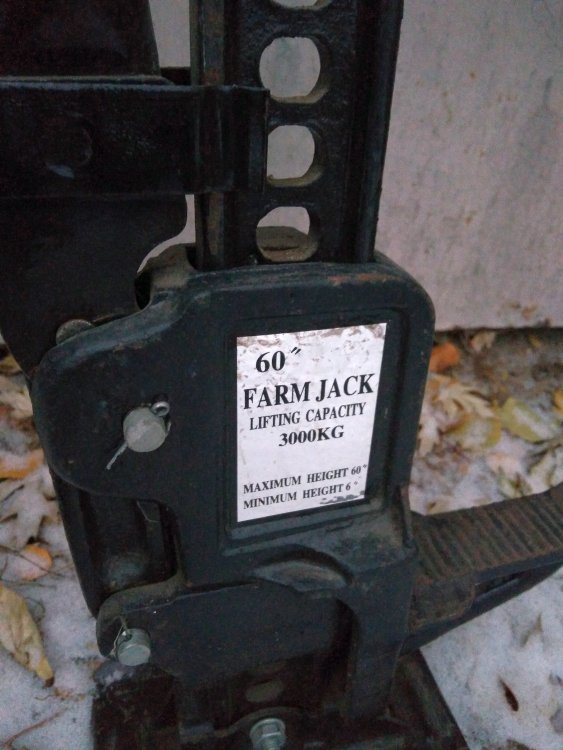 60"
FARM JACK
LIFTING CAPACITY
3000KG
MAXIMUM HEIGHT 60"
MINIMUM HEIGHT 6"